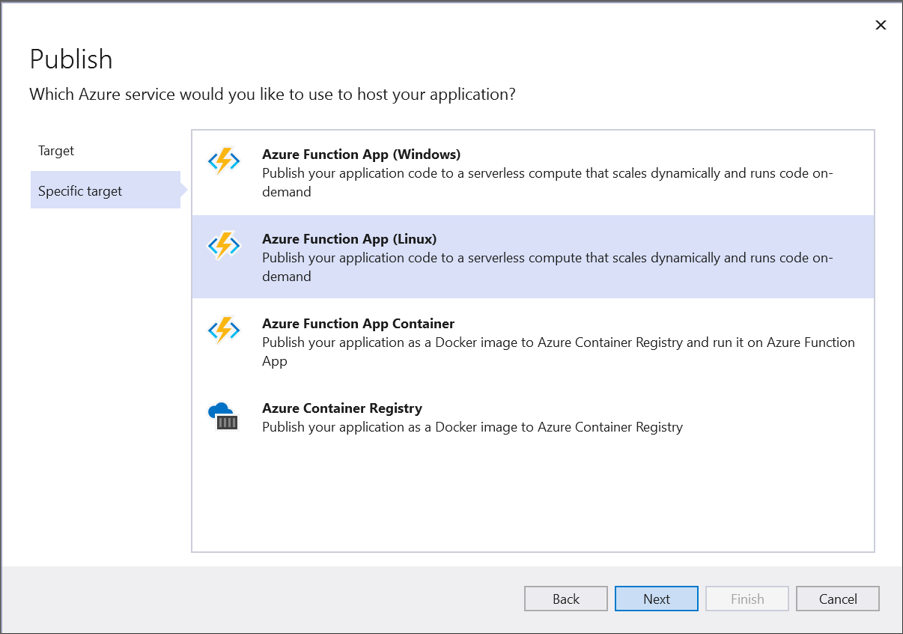 Publish
Which Azure service would you like to use to host your application?
Target
Specific target
Azure Function App (Windows)
Publish your application code to a serverless compute that scales dynamically and runs code on-
demand
Azure Function App (Linux)
Publish your application code to a serverless compute that scales dynamically and runs code on-
demand
Azure Function App Container
Publish your application as a Docker image to Azure Container Registry and run it on Azure Function
App
Azure Container Registry
Publish your application as a Docker image to Azure Container Registry
Back
Next
Finish
Cancel